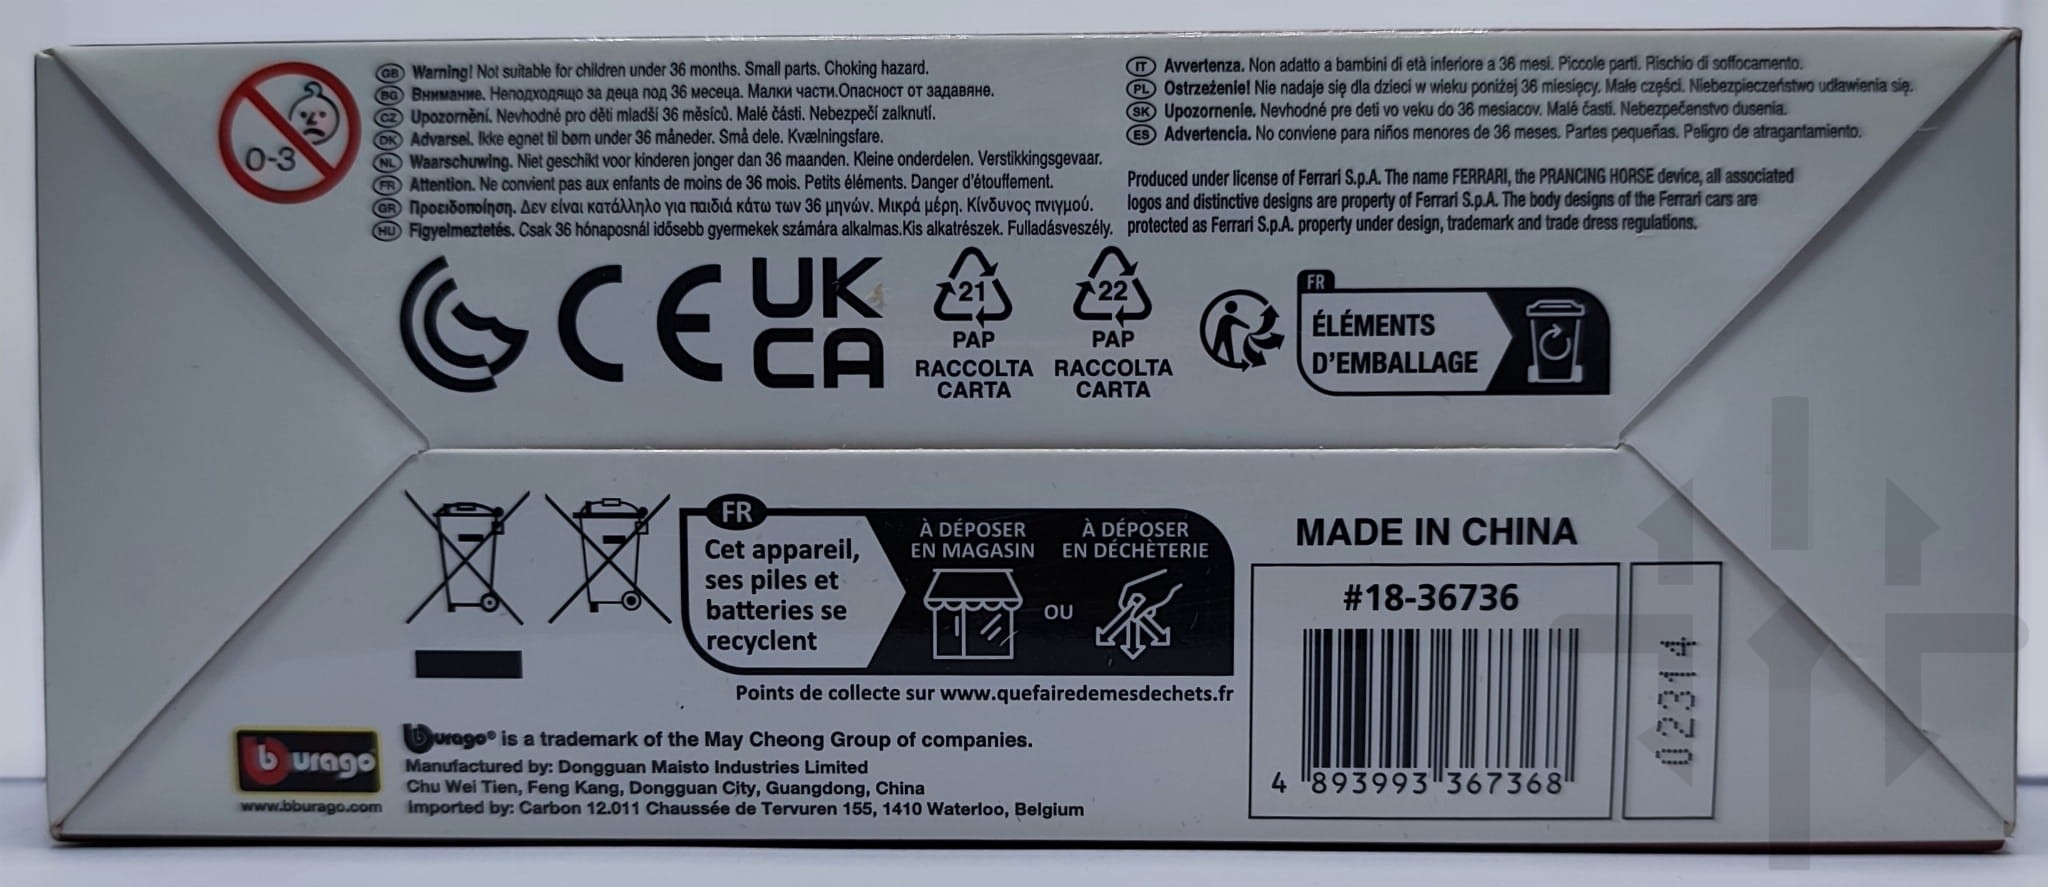 0-3
GB Warning! Not suitable for children under 36 months. Small parts. Choking hazard.
BG Внимание. Неподходящо за деца под 36 месеца. Малки части.Опасност от задавяне.
CZ Upozornění. Nevhodné pro děti mladší 36 měsíců. Malé části. Nebezpečí zalknutí.
DK Advarsel. Ikke egnet til børn under 36 måneder. Små dele. Kvælningsfare.
NL Waarschuwing. Niet geschikt voor kinderen jonger dan 36 maanden. Kleine onderdelen. Verstikkingsgevaar.
FR Attention. Ne convient pas aux enfants de moins de 36 mois. Petits éléments. Danger d'étouffement.
GR Προειδοποίηση. Δεν είναι κατάλληλο για παιδιά κάτω των 36 μηνών. Μικρά μέρη. Κίνδυνος πνιγμού.
HU Figyelmeztetés. Csak 36 hónaposnál idősebb gyermekek számára alkalmas.Kis alkatrészek. Fulladásveszély.
IT Avvertenza. Non adatto a bambini di età inferiore a 36 mesi. Piccole parti. Rischio di soffocamento.
PL Ostrzeżenie! Nie nadaje się dla dzieci w wieku poniżej 36 miesięcy. Małe części. Niebezpieczeństwo udławienia się.
SK Upozornenie. Nevhodné pre deti vo veku do 36 mesiacov. Malé časti. Nebezpečenstvo dusenia.
ES Advertencia. No conviene para niños menores de 36 meses. Partes pequeñas. Peligro de atragantamiento.
Produced under license of Ferrari S.p.A. The name FERRARI, the PRANCING HORSE device, all associated
logos and distinctive designs are property of Ferrari S.p.A. The body designs of the Ferrari cars are
protected as Ferrari S.p.A. property under design, trademark and trade dress regulations.
CE
UK
CA
21
PAP
RACCOLTA
CARTA
22
PAP
RACCOLTA
CARTA
FR
ÉLÉMENTS
D'EMBALLAGE
FR
Cet appareil,
ses piles et
batteries se
recyclent
À DÉPOSER
EN MAGASIN
OU
À DÉPOSER
EN DÉCHÈTERIE
Points de collecte sur www.quefairedemesdechets.fr
MADE IN CHINA
#18-36736
4 893993 367368
02314
burago
www.bburago.com
burago® is a trademark of the May Cheong Group of companies.
Manufactured by: Dongguan Maisto Industries Limited
Chu Wei Tien, Feng Kang, Dongguan City, Guangdong, China
Imported by: Carbon 12.011 Chaussée de Tervuren 155, 1410 Waterloo, Belgium